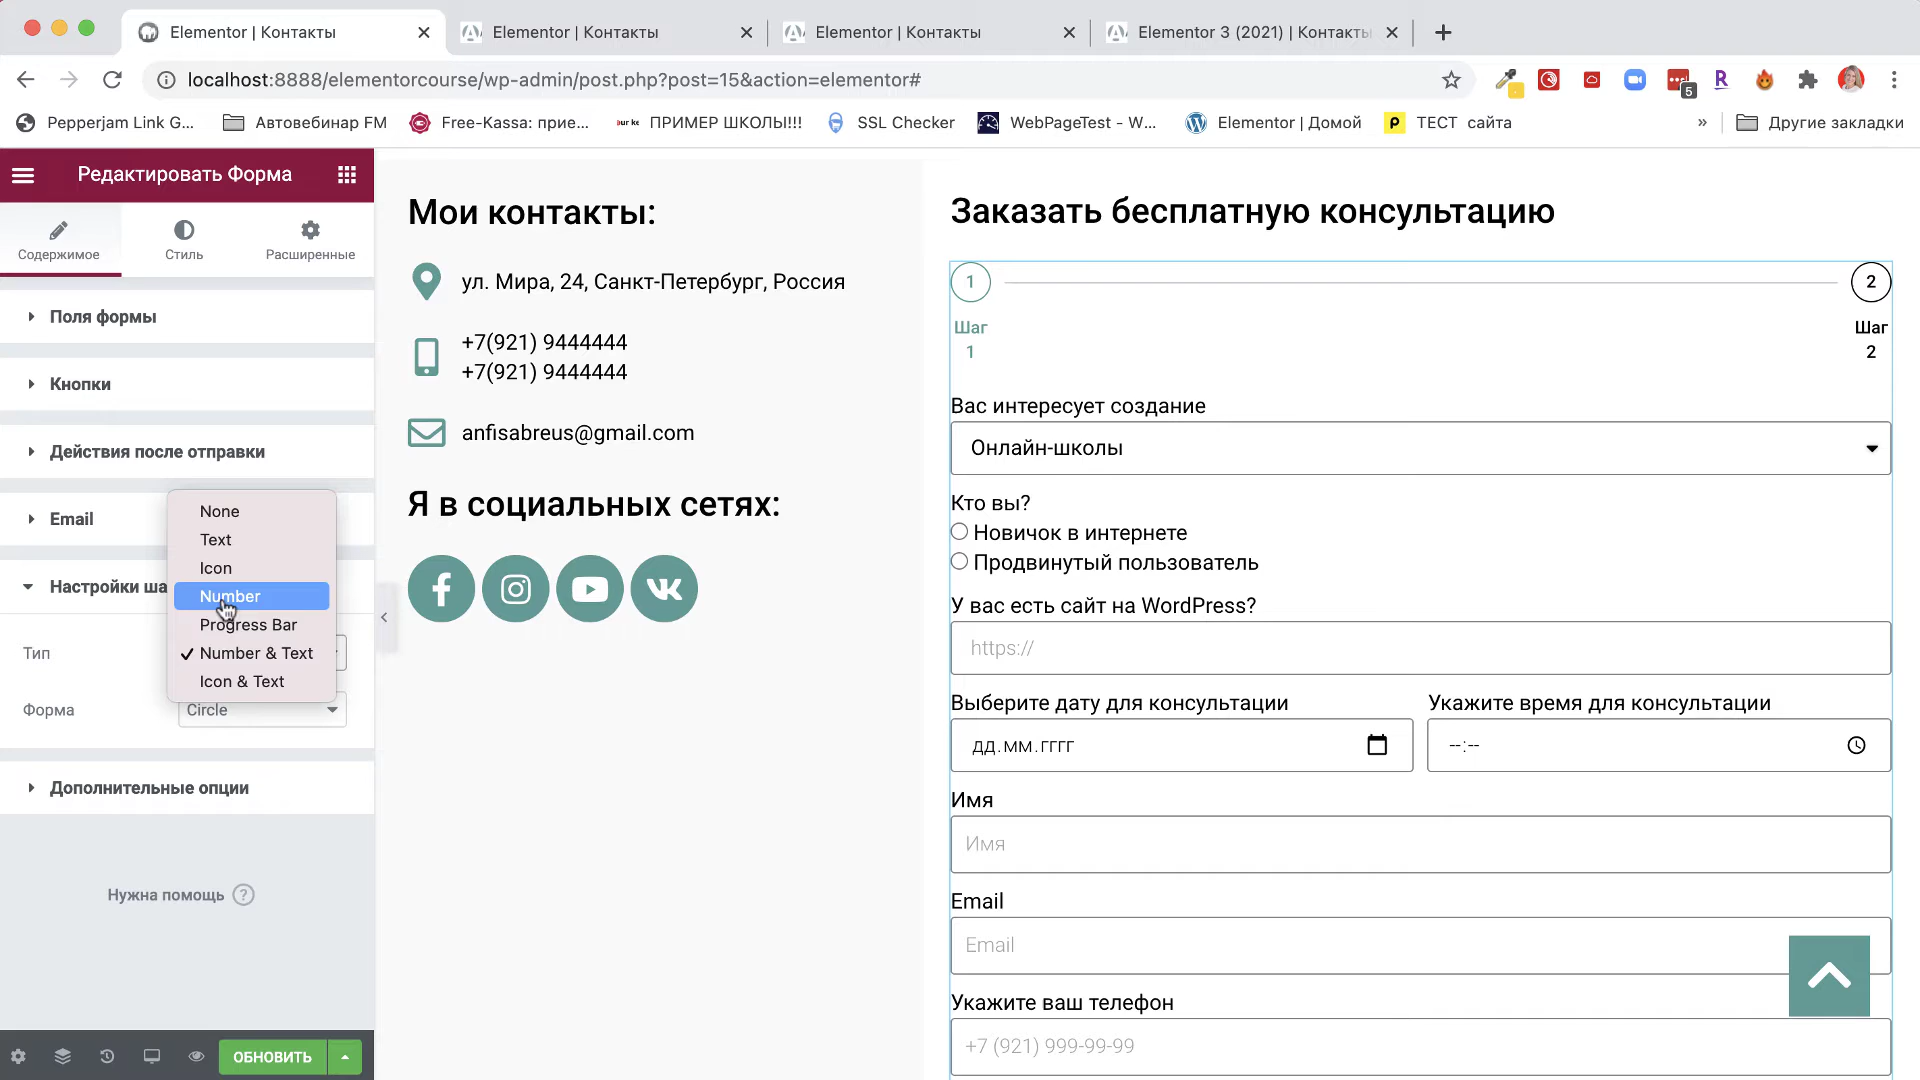 Elementor | Контакты
Elementor | Контакты
Elementor | Контакты
Elementor 3 (2021) | Контакты
localhost:8888/elementorcourse/wp-admin/post.php?post=15&action=elementor#
5
Pepperjam Link G...
Автовебинар FM
Free-Kassa: прие...
ПРИМЕР ШКОЛЫ!!!
SSL Checker
WebPageTest - W...
Elementor | Домой
ТЕСТ сайта
»
Другие закладки
Редактировать Форма
Содержимое
Стиль
Расширенные
Поля формы
Кнопки
Действия после отправки
Email
Настройки ша
None
Text
Icon
Number
Progress Bar
Number & Text
Icon & Text
Тип
Форма
Circle
Дополнительные опции
Нужна помощь ?
ОБНОВИТЬ
Мои контакты:
ул. Мира, 24, Санкт-Петербург, Россия
+7(921) 9444444
+7(921) 9444444
anfisabreus@gmail.com
Я в социальных сетях:
Заказать бесплатную консультацию
1
2
Шаг
1
Шаг
2
Вас интересует создание
Онлайн-школы
Кто вы?
Новичок в интернете
Продвинутый пользователь
У вас есть сайт на WordPress?
https://
Выберите дату для консультации
Укажите время для консультации
дд.мм.гггг
--:--
Имя
Имя
Email
Email
Укажите ваш телефон
+7 (921) 999-99-99